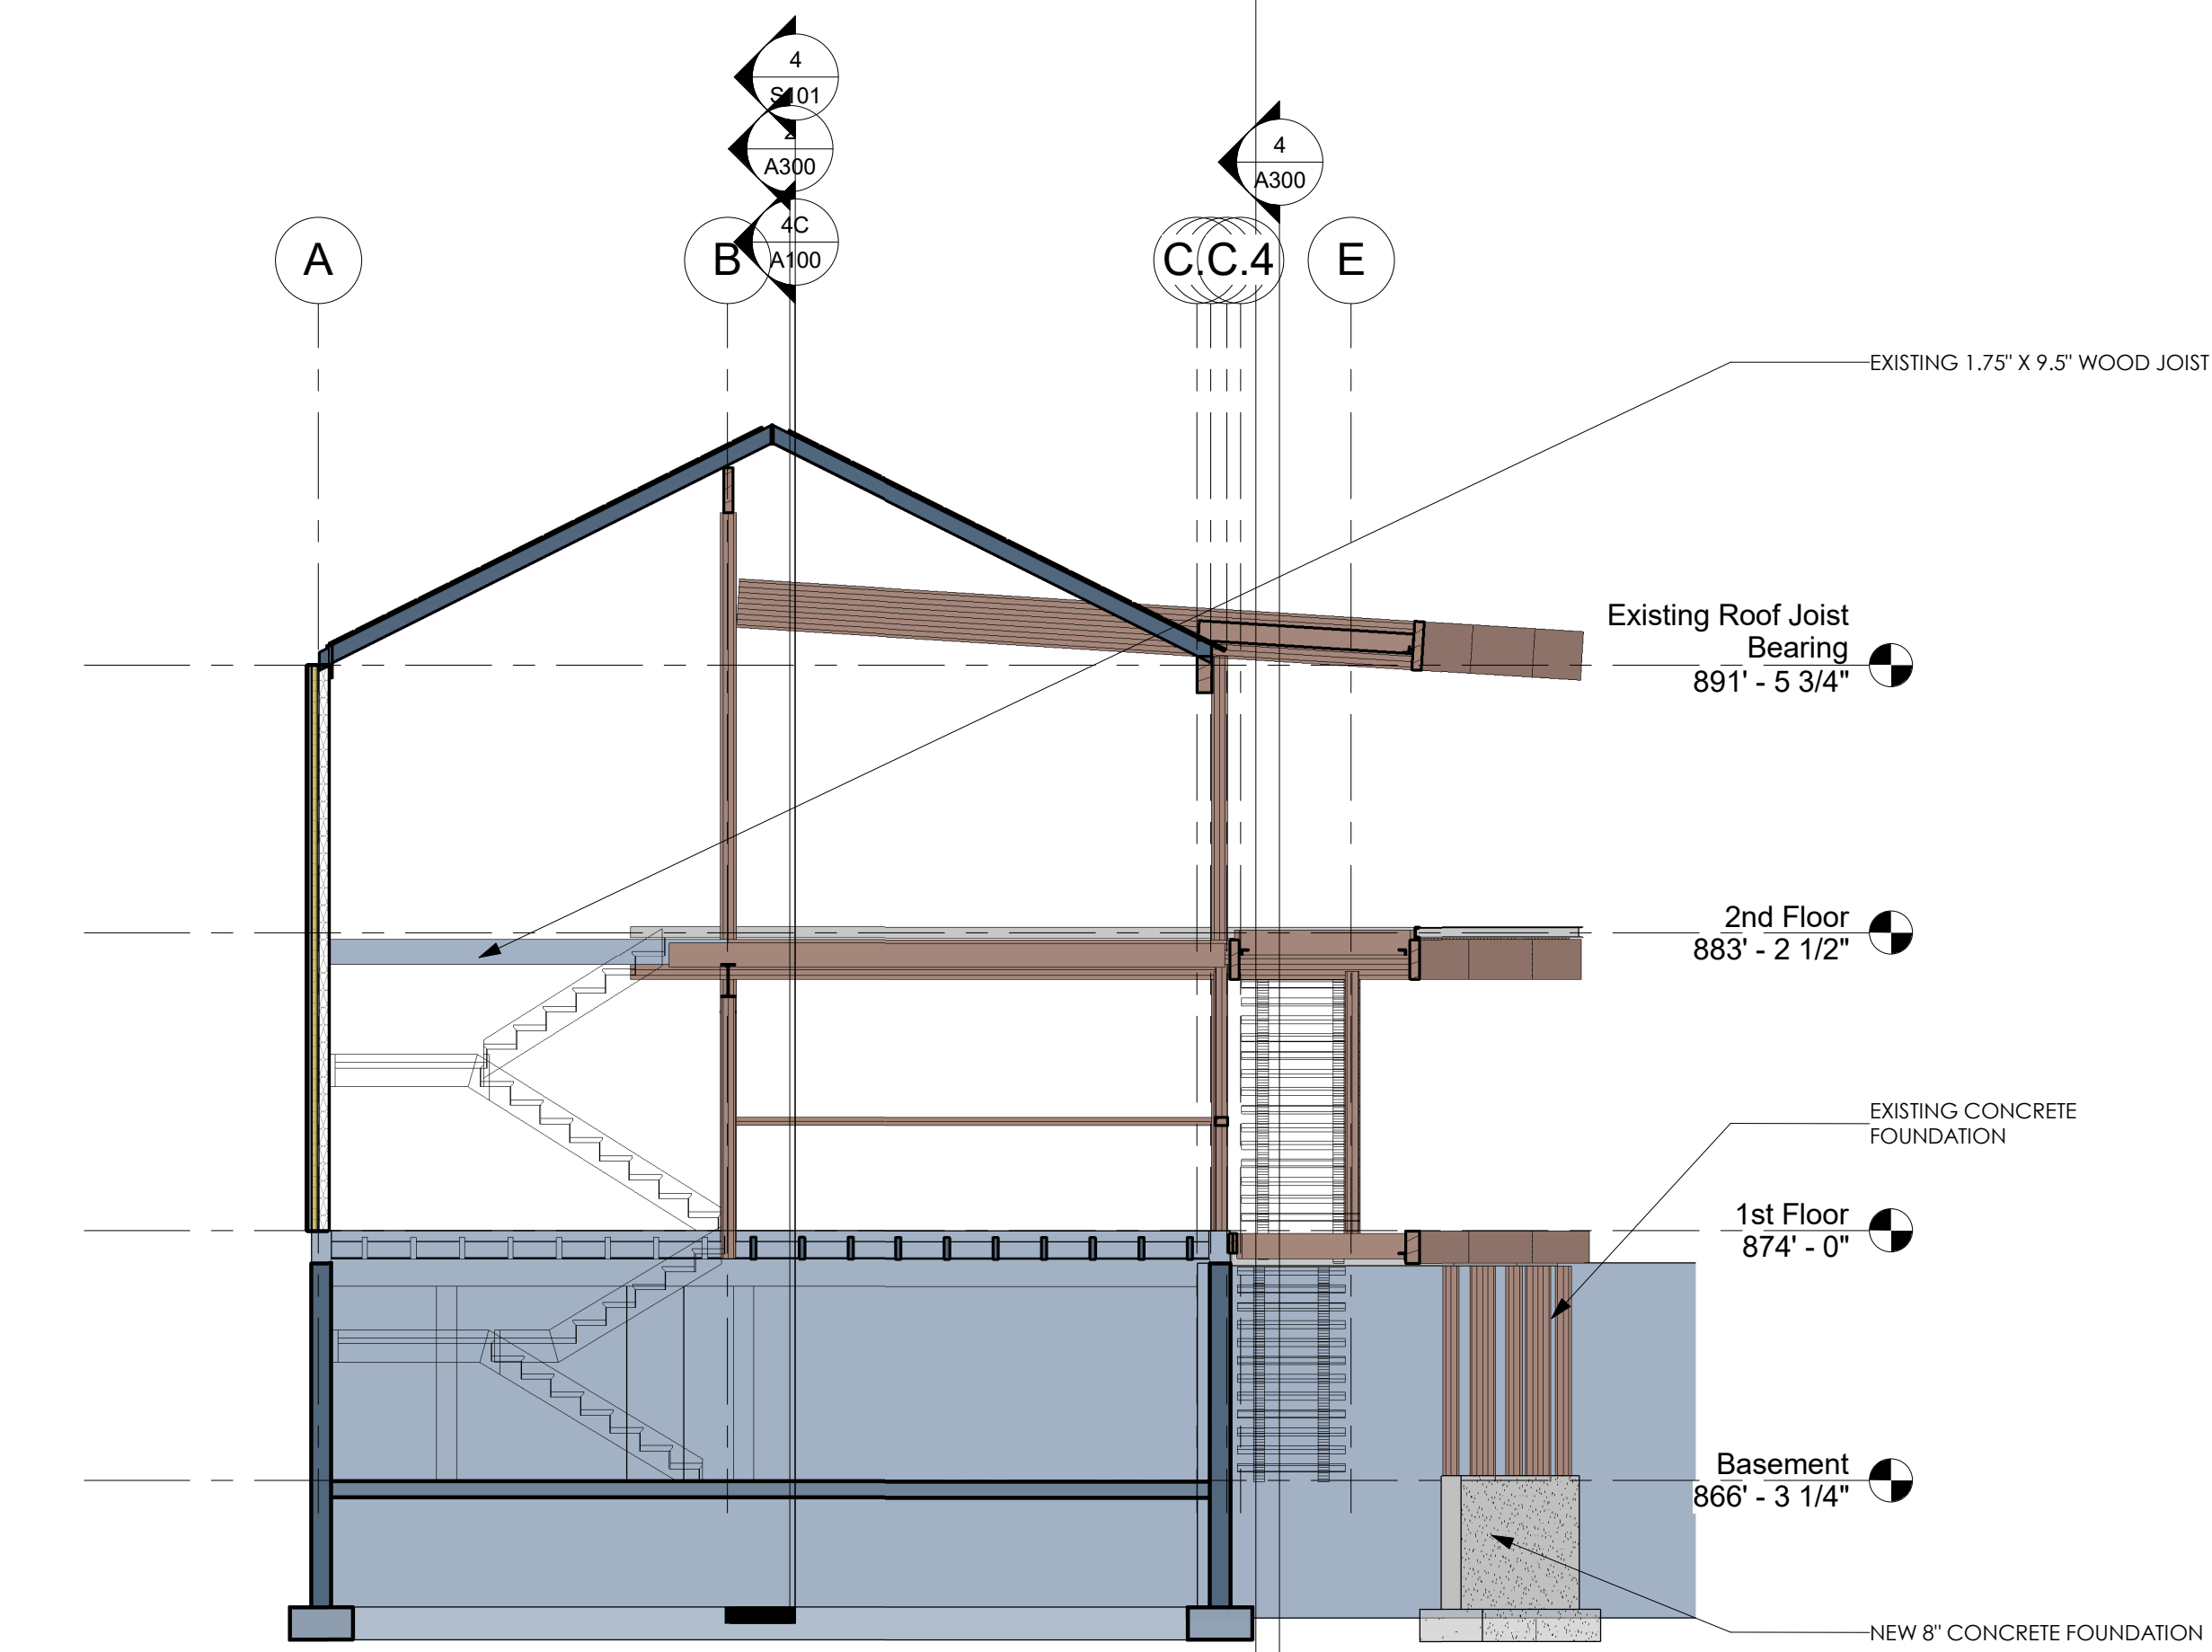 4
S101
2
A300
4
A300
4C
A100
A
B
C.
C.4
E
EXISTING 1.75" X 9.5" WOOD JOIST
Existing Roof Joist
Bearing
891' - 5 3/4"
2nd Floor
883' - 2 1/2"
EXISTING CONCRETE
FOUNDATION
1st Floor
874' - 0"
Basement
866' - 3 1/4"
NEW 8" CONCRETE FOUNDATION